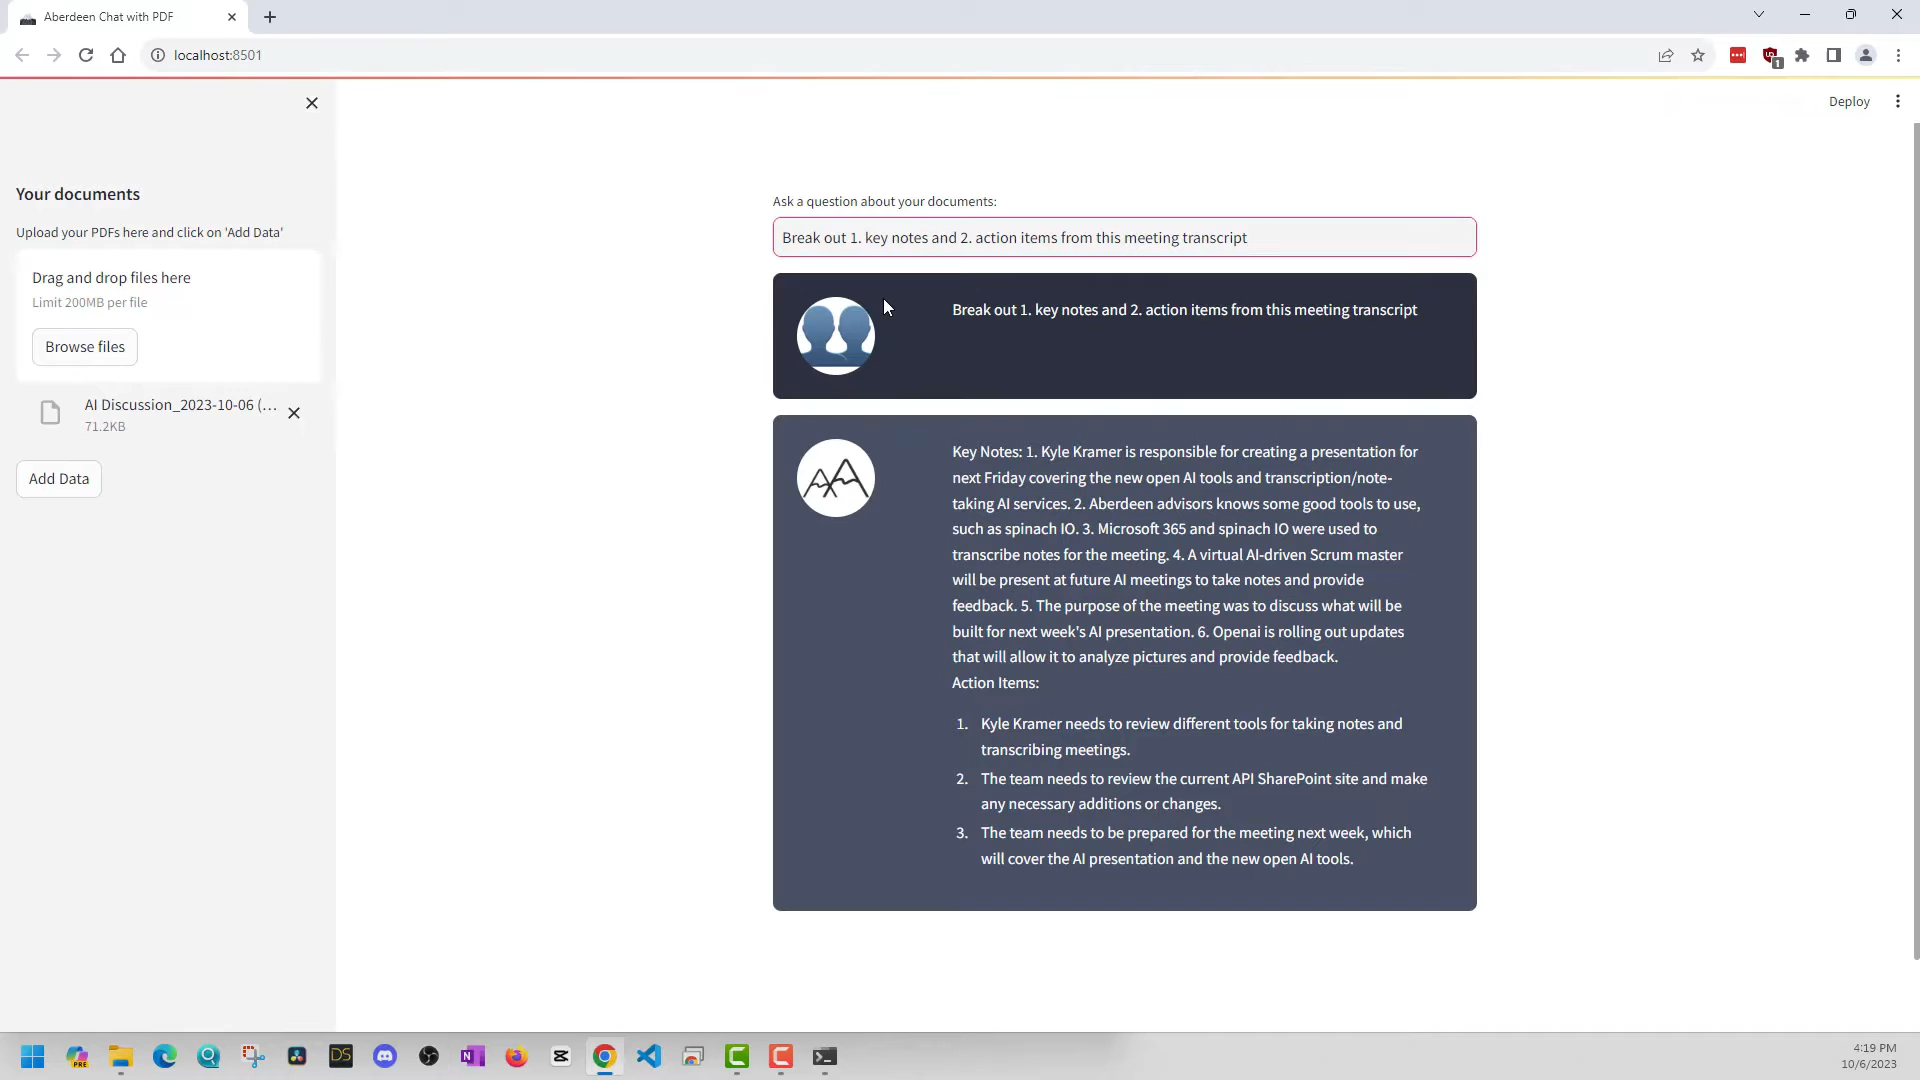 Aberdeen Chat with PDF
localhost:8501
1
Deploy
Your documents
Upload your PDFs here and click on 'Add Data'
Drag and drop files here
Limit 200MB per file
Browse files
AI Discussion_2023-10-06 (...
71.2KB
Add Data
Ask a question about your documents:
Break out 1. key notes and 2. action items from this meeting transcript
Break out 1. key notes and 2. action items from this meeting transcript
Key Notes: 1. Kyle Kramer is responsible for creating a presentation for
next Friday covering the new open AI tools and transcription/note-
taking AI services. 2. Aberdeen advisors knows some good tools to use,
such as spinach IO. 3. Microsoft 365 and spinach IO were used to
transcribe notes for the meeting. 4. A virtual AI-driven Scrum master
will be present at future AI meetings to take notes and provide
feedback. 5. The purpose of the meeting was to discuss what will be
built for next week's AI presentation. 6. Openai is rolling out updates
that will allow it to analyze pictures and provide feedback.
Action Items:
1. Kyle Kramer needs to review different tools for taking notes and
transcribing meetings.
2. The team needs to review the current API SharePoint site and make
any necessary additions or changes.
3. The team needs to be prepared for the meeting next week, which
will cover the AI presentation and the new open AI tools.
PRE
DS
N
4:19 PM
10/6/2023